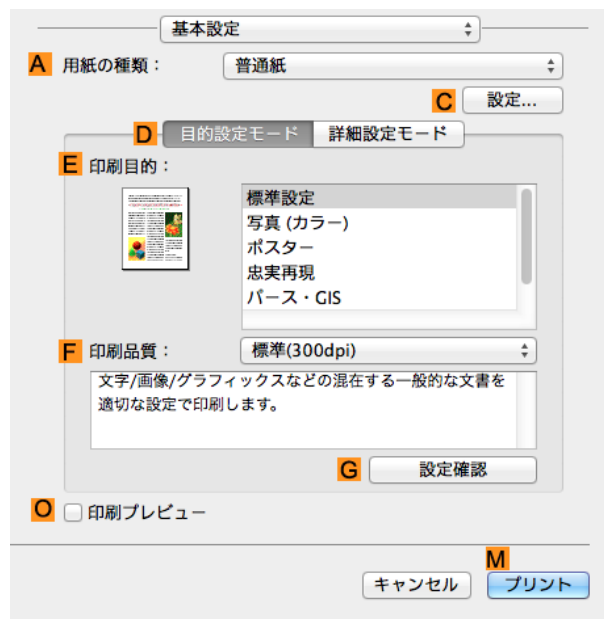 基本設定
A 用紙の種類： 普通紙
C 設定...
D 目的設定モード 詳細設定モード
E 印刷目的：
標準設定
写真 (カラー)
ポスター
忠実再現
パース・GIS
F 印刷品質： 標準(300dpi)
文字/画像/グラフィックスなどの混在する一般的な文書を
適切な設定で印刷します。
G 設定確認
O 印刷プレビュー
M
キャンセル プリント